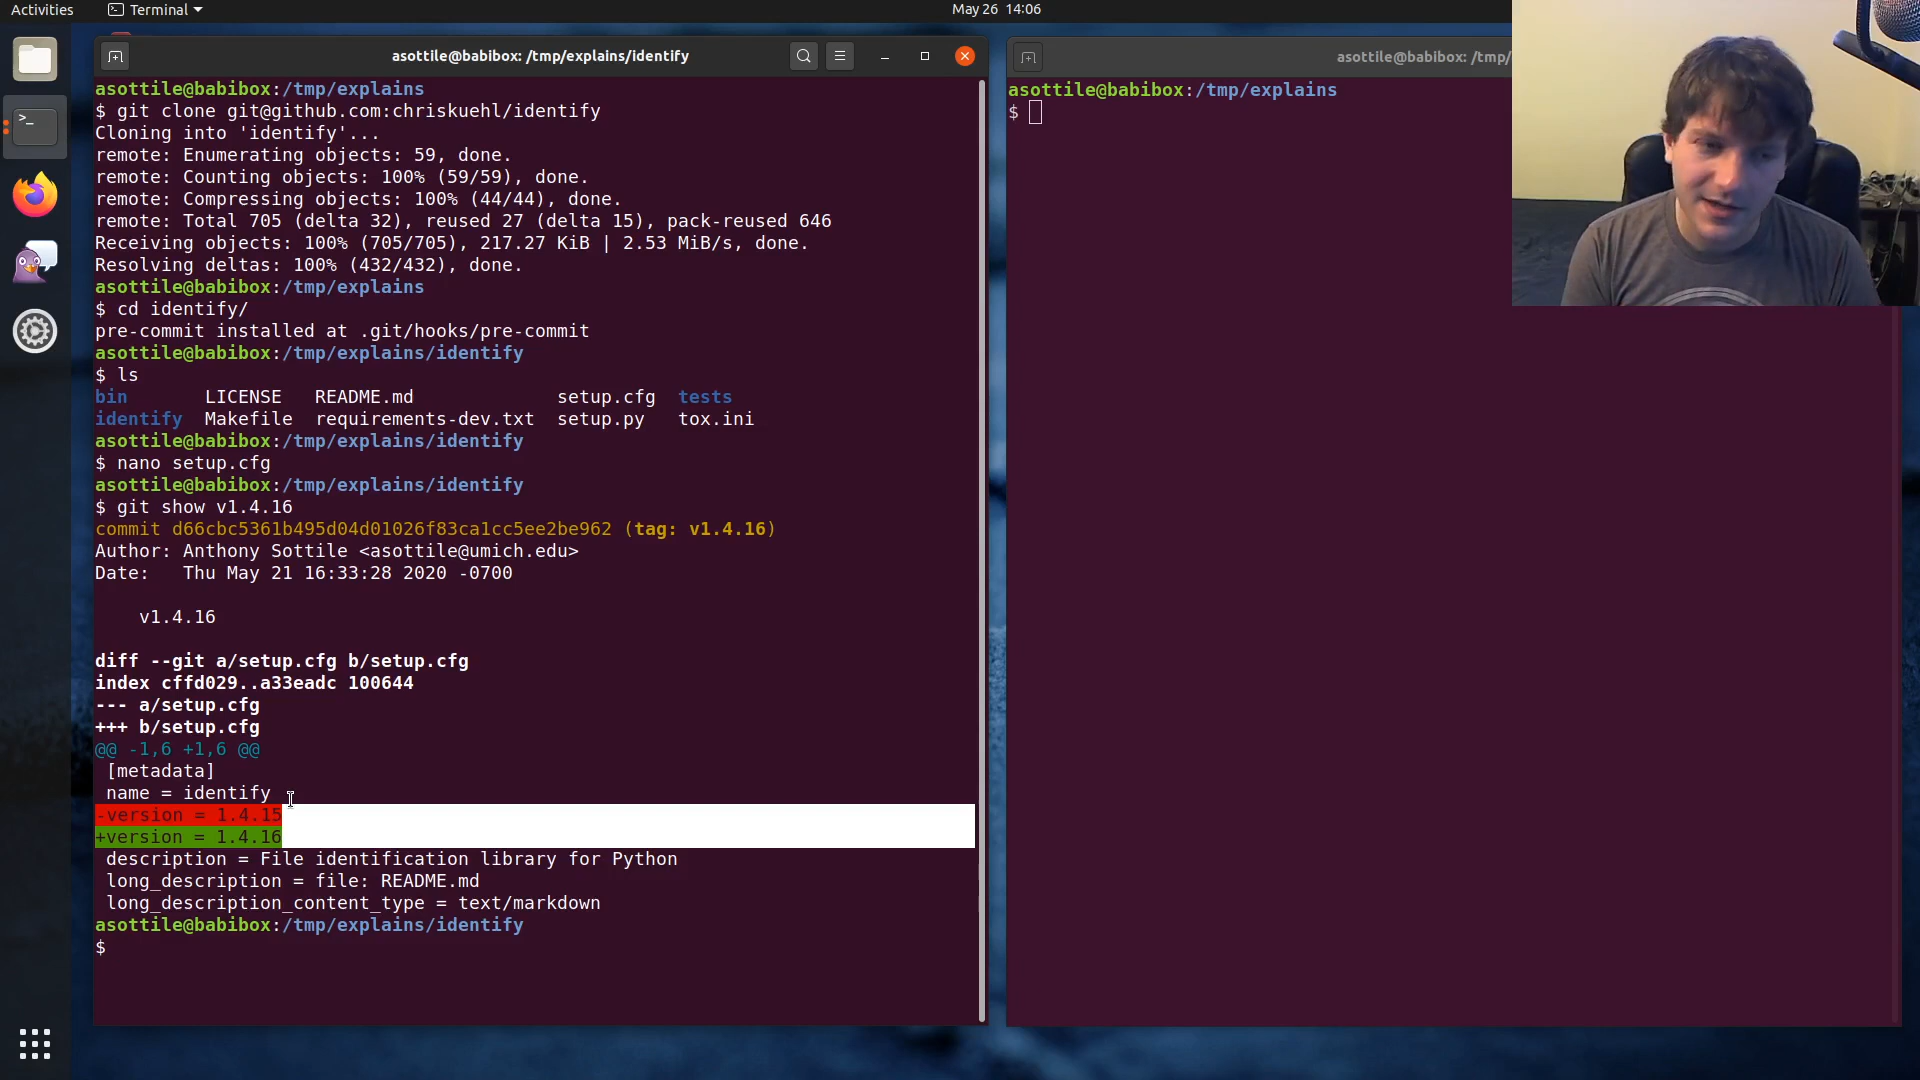 Activities
Terminal
May 26 14:06
asottile@babibox: /tmp/explains/identify
asottile@babibox:/tmp/explains
$ git clone git@github.com:chriskuehl/identify
Cloning into 'identify'...
remote: Enumerating objects: 59, done.
remote: Counting objects: 100% (59/59), done.
remote: Compressing objects: 100% (44/44), done.
remote: Total 705 (delta 32), reused 27 (delta 15), pack-reused 646
Receiving objects: 100% (705/705), 217.27 KiB | 2.53 MiB/s, done.
Resolving deltas: 100% (432/432), done.
asottile@babibox:/tmp/explains
$ cd identify/
pre-commit installed at .git/hooks/pre-commit
asottile@babibox:/tmp/explains/identify
$ ls
bin LICENSE README.md setup.cfg tests
identify Makefile requirements-dev.txt setup.py tox.ini
asottile@babibox:/tmp/explains/identify
$ nano setup.cfg
asottile@babibox:/tmp/explains/identify
$ git show v1.4.16
commit d66cbc5361b495d04d01026f83ca1cc5ee2be962 (tag: v1.4.16)
Author: Anthony Sottile <asottile@umich.edu>
Date: Thu May 21 16:33:28 2020 -0700
v1.4.16
diff --git a/setup.cfg b/setup.cfg
index cffd029..a33eadc 100644
--- a/setup.cfg
+++ b/setup.cfg
@@ -1,6 +1,6 @@
[metadata]
name = identify
-version = 1.4.15
+version = 1.4.16
description = File identification library for Python
long_description = file: README.md
long_description_content_type = text/markdown
asottile@babibox:/tmp/explains/identify
$
asottile@babibox: /tmp/
asottile@babibox:/tmp/explains
$